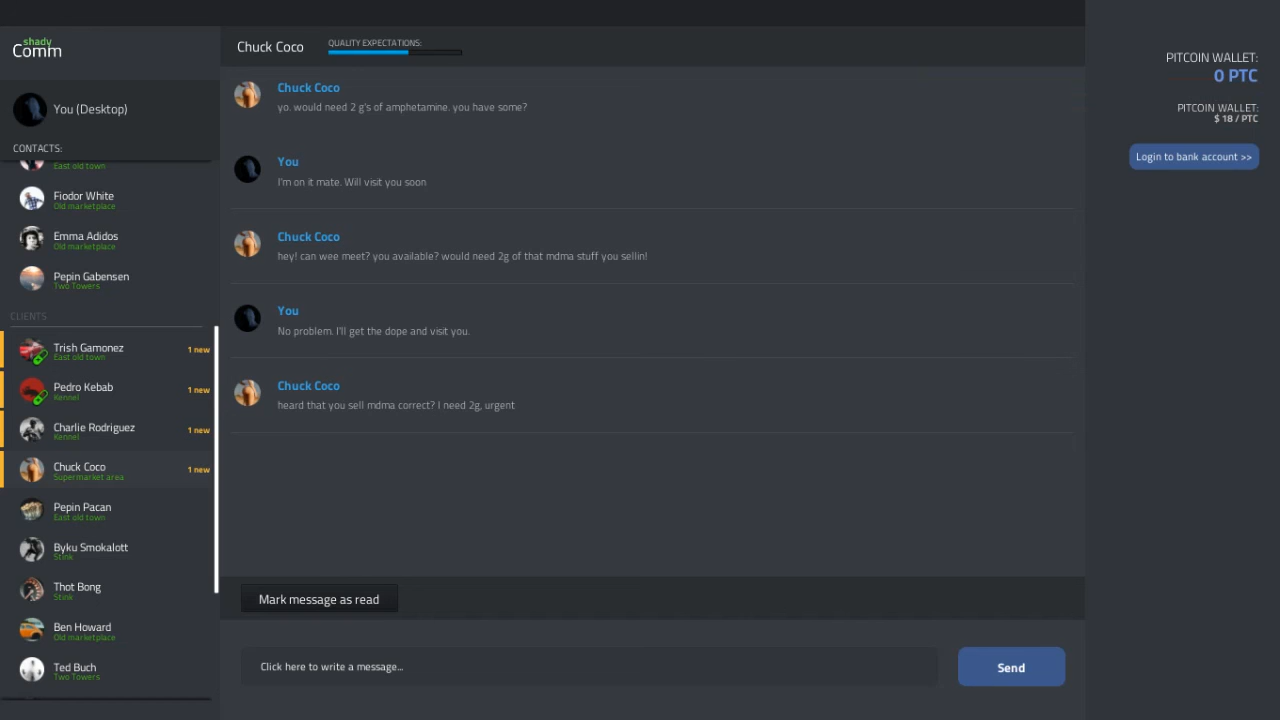 shady
Comm
You (Desktop)
CONTACTS:
East old town
Fiodor White
Old marketplace
Emma Adidos
Old marketplace
Pepin Gabensen
Two Towers
CLIENTS
Trish Gamonez
East old town
1 new
Pedro Kebab
Kennel
1 new
Charlie Rodriguez
Kennel
1 new
Chuck Coco
Supermarket area
1 new
Pepin Pacan
East old town
Byku Smokalott
Stink
Thot Bong
Stink
Ben Howard
Old marketplace
Ted Buch
Two Towers
Chuck Coco
QUALITY EXPECTATIONS:
Chuck Coco
yo. would need 2 g's of amphetamine. you have some?
You
I'm on it mate. Will visit you soon
Chuck Coco
hey! can wee meet? you available? would need 2g of that mdma stuff you sellin!
You
No problem. I'll get the dope and visit you.
Chuck Coco
heard that you sell mdma correct? I need 2g, urgent
Mark message as read
Click here to write a message...
Send
PITCOIN WALLET:
0 PTC
PITCOIN WALLET:
$ 18 / PTC
Login to bank account >>